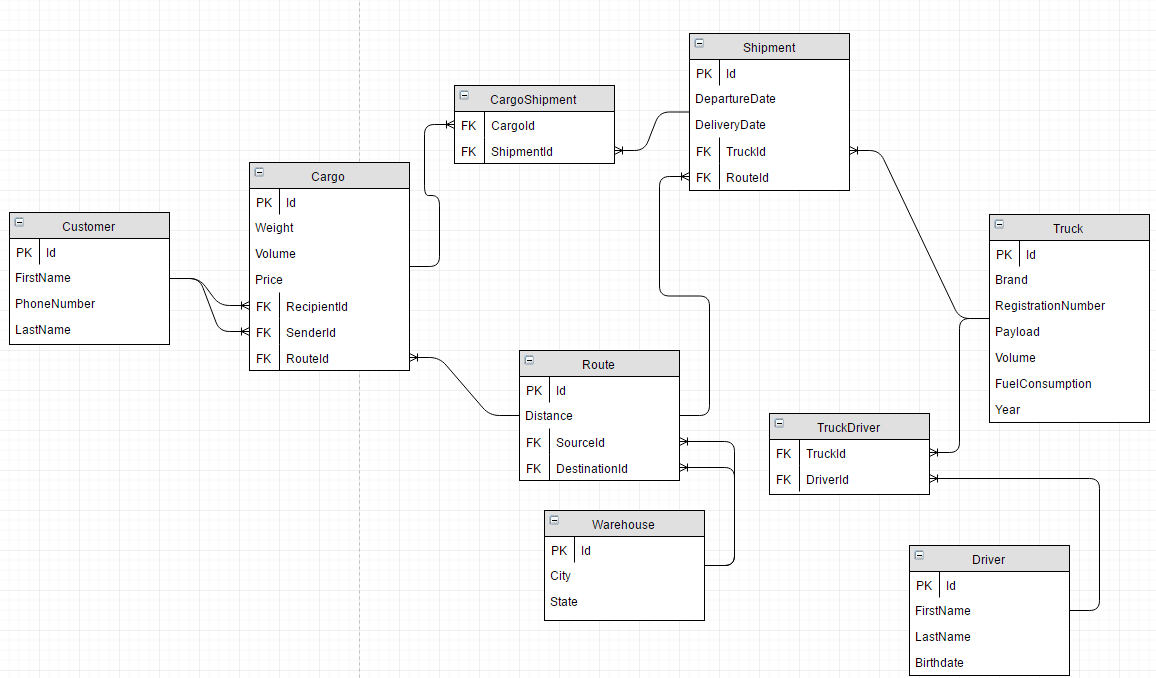 Customer
PK Id
FirstName
PhoneNumber
LastName
Cargo
PK Id
Weight
Volume
Price
FK RecipientId
FK SenderId
FK RouteId
CargoShipment
FK CargoId
FK ShipmentId
Shipment
PK Id
DepartureDate
DeliveryDate
FK TruckId
FK RouteId
Route
PK Id
Distance
FK SourceId
FK DestinationId
Warehouse
PK Id
City
State
Truck
PK Id
Brand
RegistrationNumber
Payload
Volume
FuelConsumption
Year
TruckDriver
FK TruckId
FK DriverId
Driver
PK Id
FirstName
LastName
Birthdate